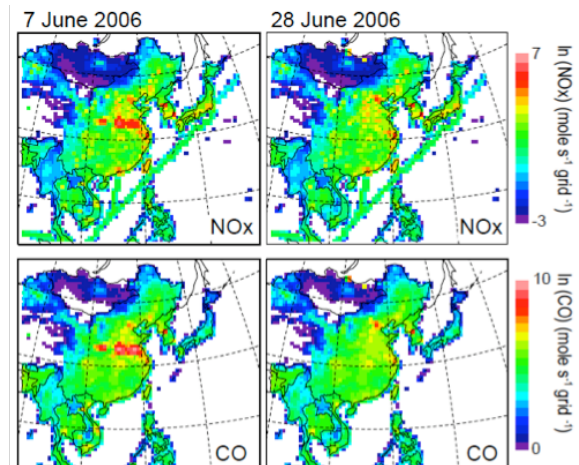 7 June 2006
28 June 2006
NOx
NOx
7
ln (NOx) (mole s⁻¹ grid ⁻¹)
-3
CO
CO
10
ln (CO) (mole s⁻¹ grid ⁻¹)
0